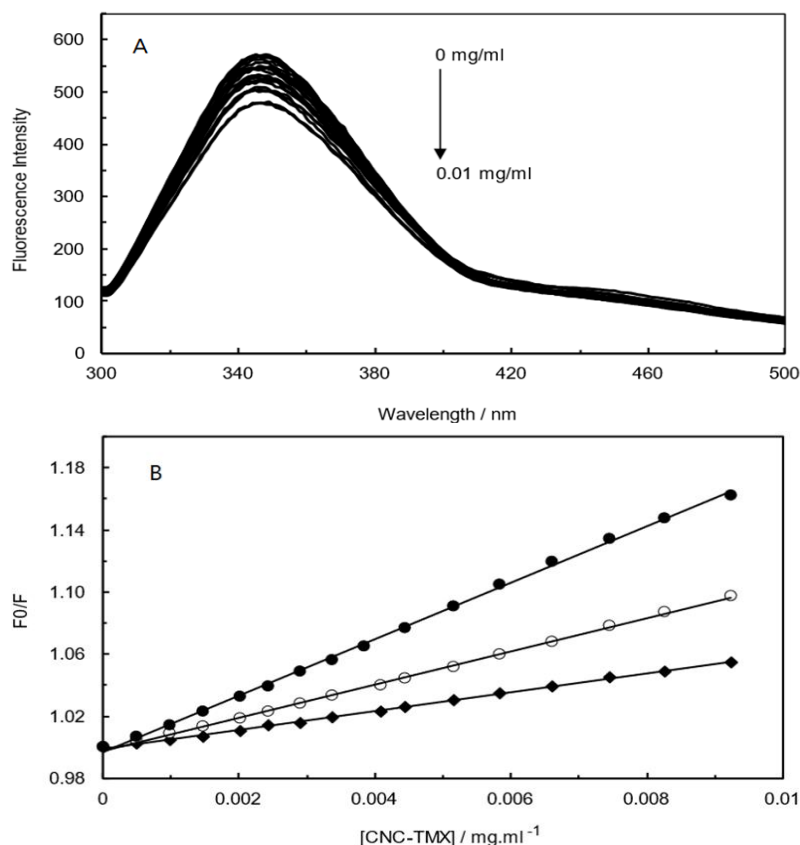 A
600
500
400
300
200
100
0
Fluorescence Intensity
0 mg/ml
0.01 mg/ml
300 340 380 420 460 500
Wavelength / nm
B
1.18
1.14
1.10
1.06
1.02
0.98
F0/F
0 0.002 0.004 0.006 0.008 0.01
[CNC-TMX] / mg.ml⁻¹